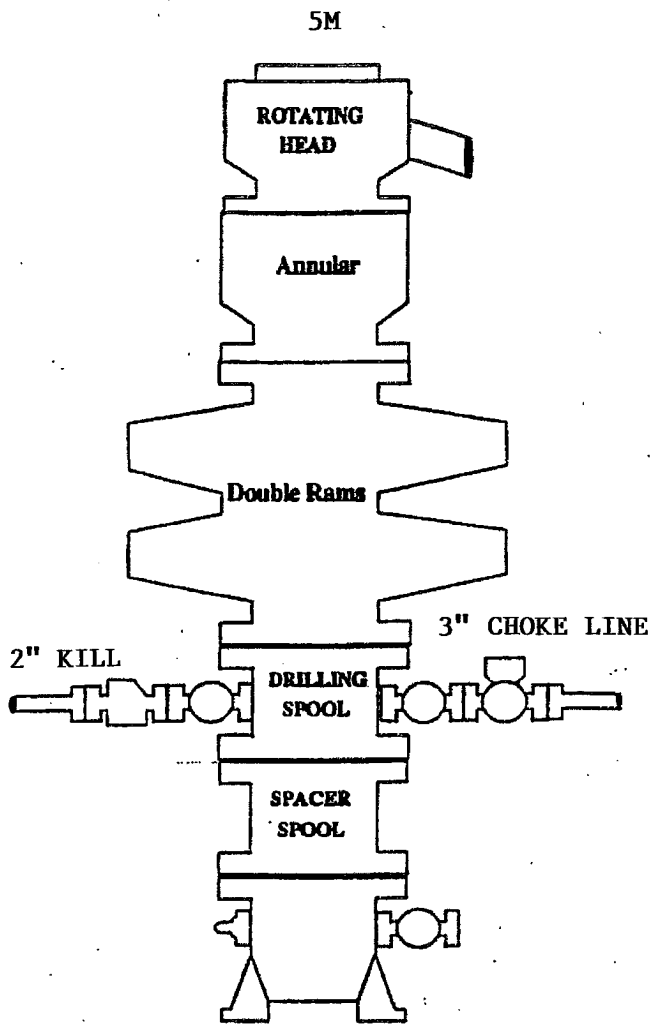 5M
ROTATING
HEAD
Annular
Double Rams
3" CHOKE LINE
2" KILL
DRILLING
SPOOL
SPACER
SPOOL